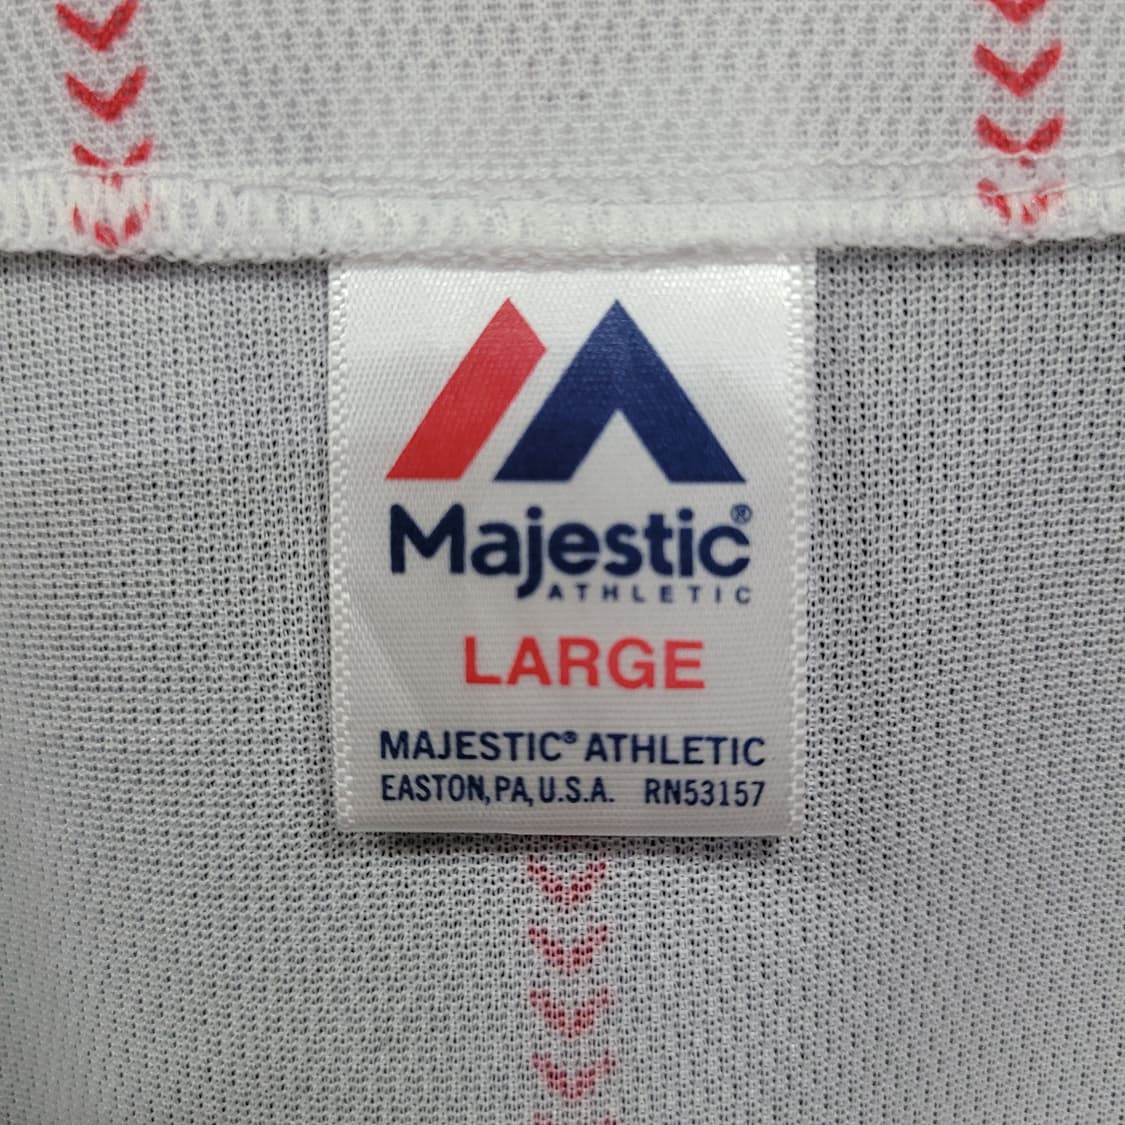 Majestic®
ATHLETIC
LARGE
MAJESTIC® ATHLETIC
EASTON, PA, U.S.A. RN53157